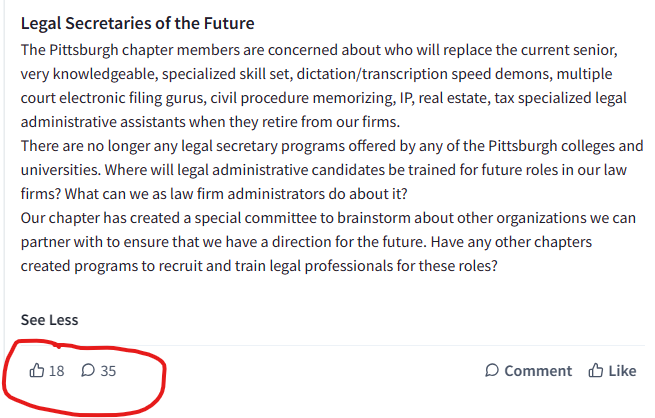 Legal Secretaries of the Future
The Pittsburgh chapter members are concerned about who will replace the current senior,
very knowledgeable, specialized skill set, dictation/transcription speed demons, multiple
court electronic filing gurus, civil procedure memorizing, IP, real estate, tax specialized legal
administrative assistants when they retire from our firms.
There are no longer any legal secretary programs offered by any of the Pittsburgh colleges and
universities. Where will legal administrative candidates be trained for future roles in our law
firms? What can we as law firm administrators do about it?
Our chapter has created a special committee to brainstorm about other organizations we can
partner with to ensure that we have a direction for the future. Have any other chapters
created programs to recruit and train legal professionals for these roles?
See Less
18 35 Comment Like